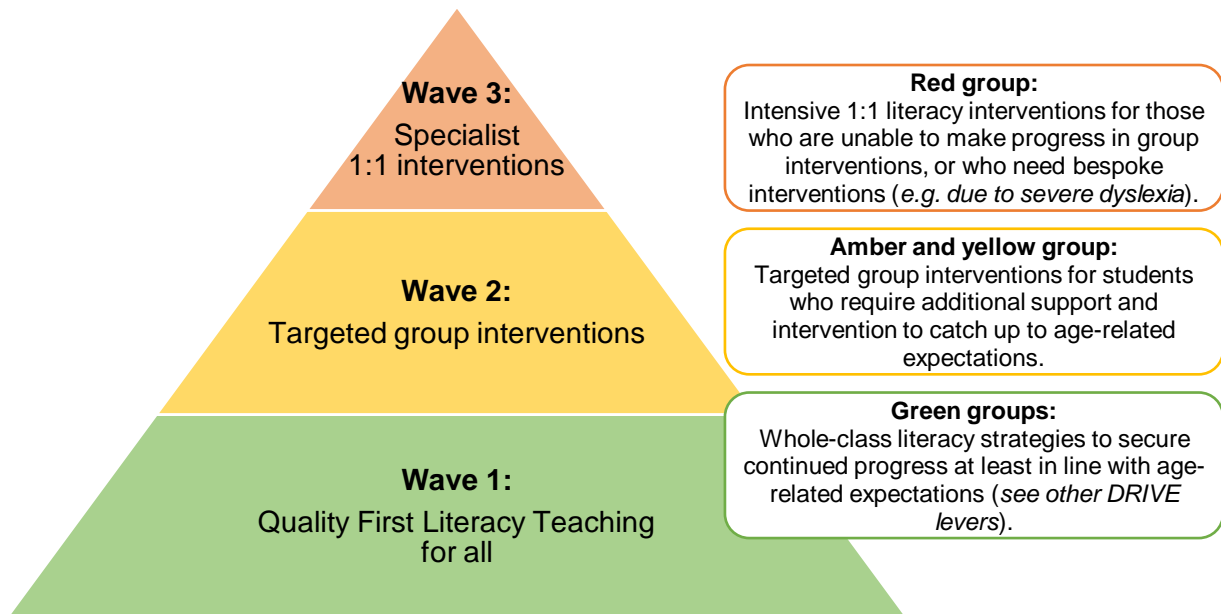 Wave 3:
Specialist
1:1 interventions
Red group:
Intensive 1:1 literacy interventions for those
who are unable to make progress in group
interventions, or who need bespoke
interventions (e.g. due to severe dyslexia).
Wave 2:
Targeted group interventions
Amber and yellow group:
Targeted group interventions for students
who require additional support and
intervention to catch up to age-related
expectations.
Wave 1:
Quality First Literacy Teaching
for all
Green groups:
Whole-class literacy strategies to secure
continued progress at least in line with age-
related expectations (see other DRIVE
levers).